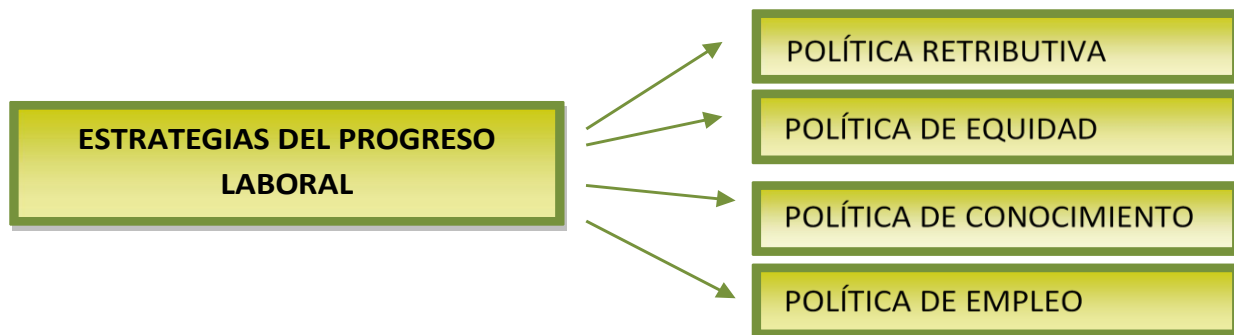 ESTRATEGIAS DEL PROGRESO
LABORAL
POLÍTICA RETRIBUTIVA
POLÍTICA DE EQUIDAD
POLÍTICA DE CONOCIMIENTO
POLÍTICA DE EMPLEO